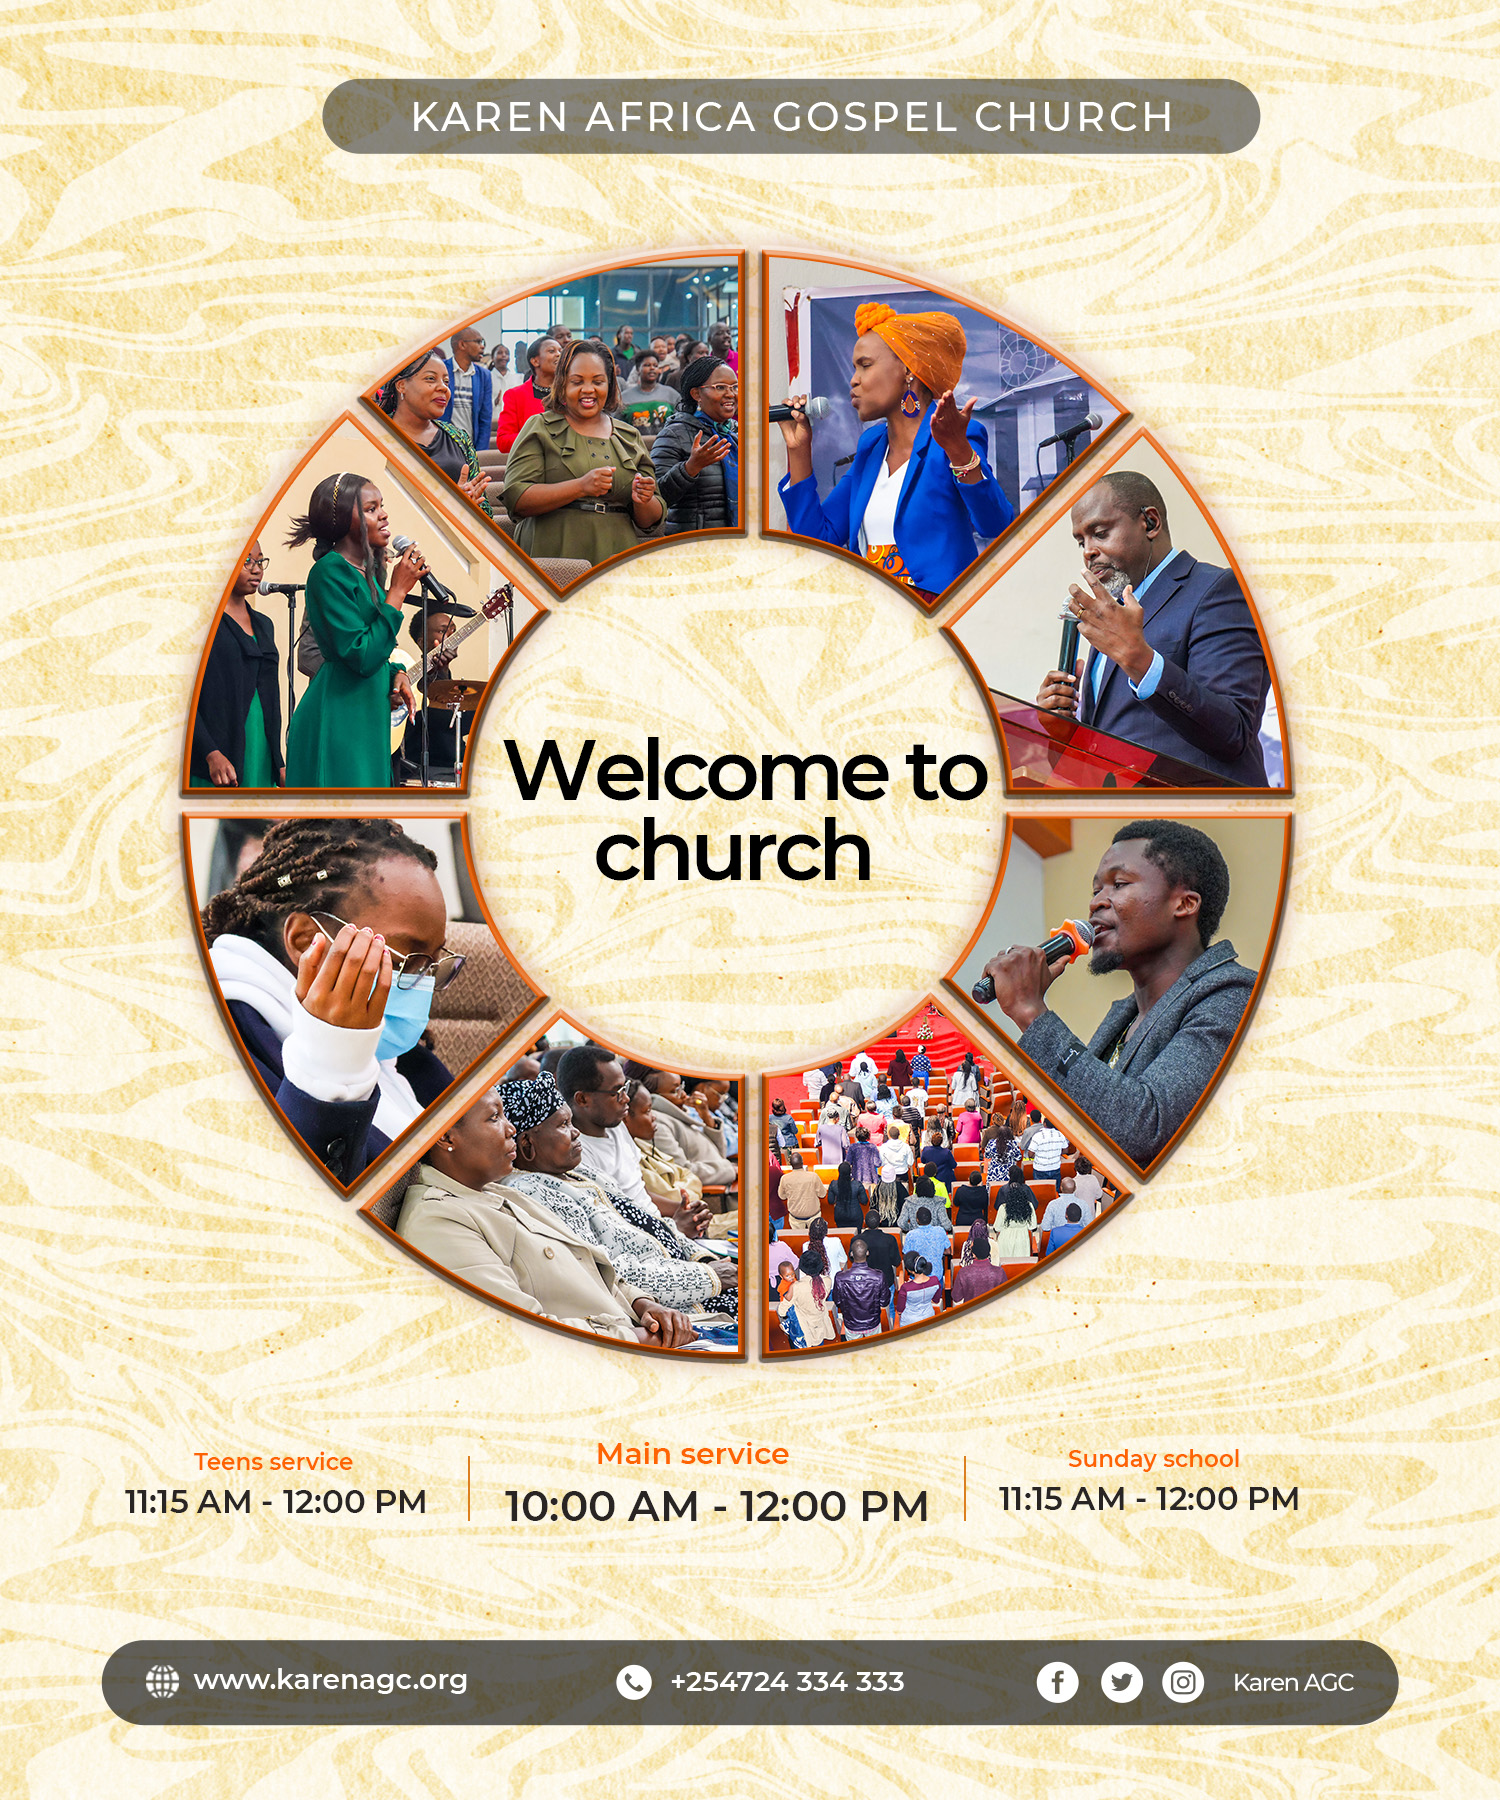 KAREN AFRICA GOSPEL CHURCH
Welcome to
church
Teens service
11:15 AM - 12:00 PM
Main service
10:00 AM - 12:00 PM
Sunday school
11:15 AM - 12:00 PM
www.karenagc.org
+254724 334 333
Karen AGC